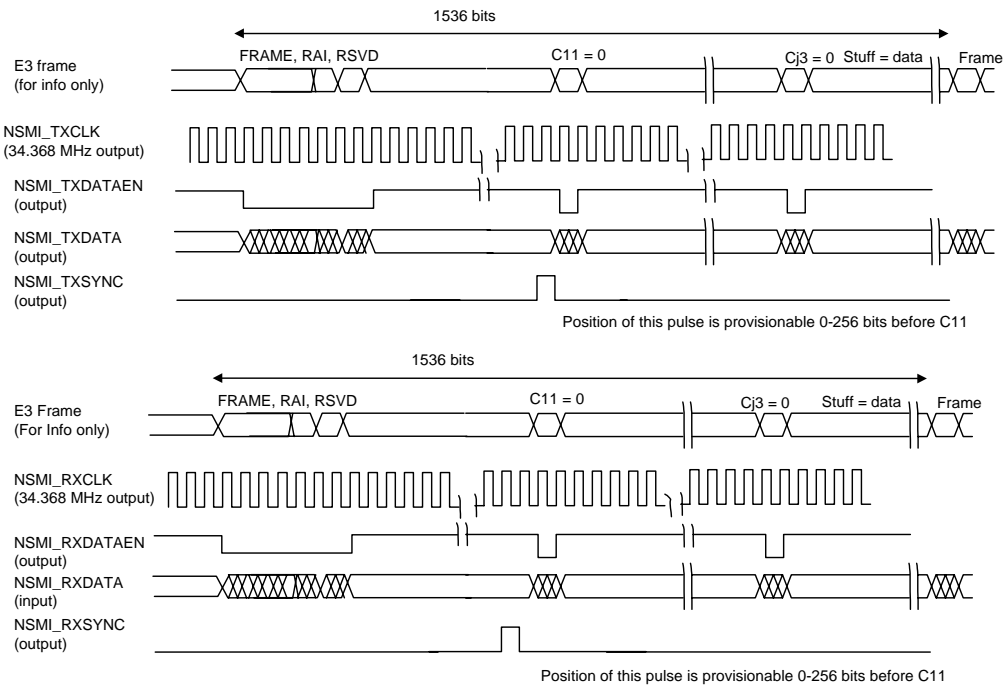 1536 bits
FRAME, RAI, RSVD
C11 = 0
Cj3 = 0
Stuff = data
Frame
E3 frame
(for info only)
NSMI_TXCLK
(34.368 MHz output)
NSMI_TXDATAEN
(output)
NSMI_TXDATA
(output)
NSMI_TXSYNC
(output)
Position of this pulse is provisionable 0-256 bits before C11
1536 bits
FRAME, RAI, RSVD
C11 = 0
Cj3 = 0
Stuff = data
Frame
E3 Frame
(For Info only)
NSMI_RXCLK
(34.368 MHz output)
NSMI_RXDATAEN
(output)
NSMI_RXDATA
(input)
NSMI_RXSYNC
(output)
Position of this pulse is provisionable 0-256 bits before C11